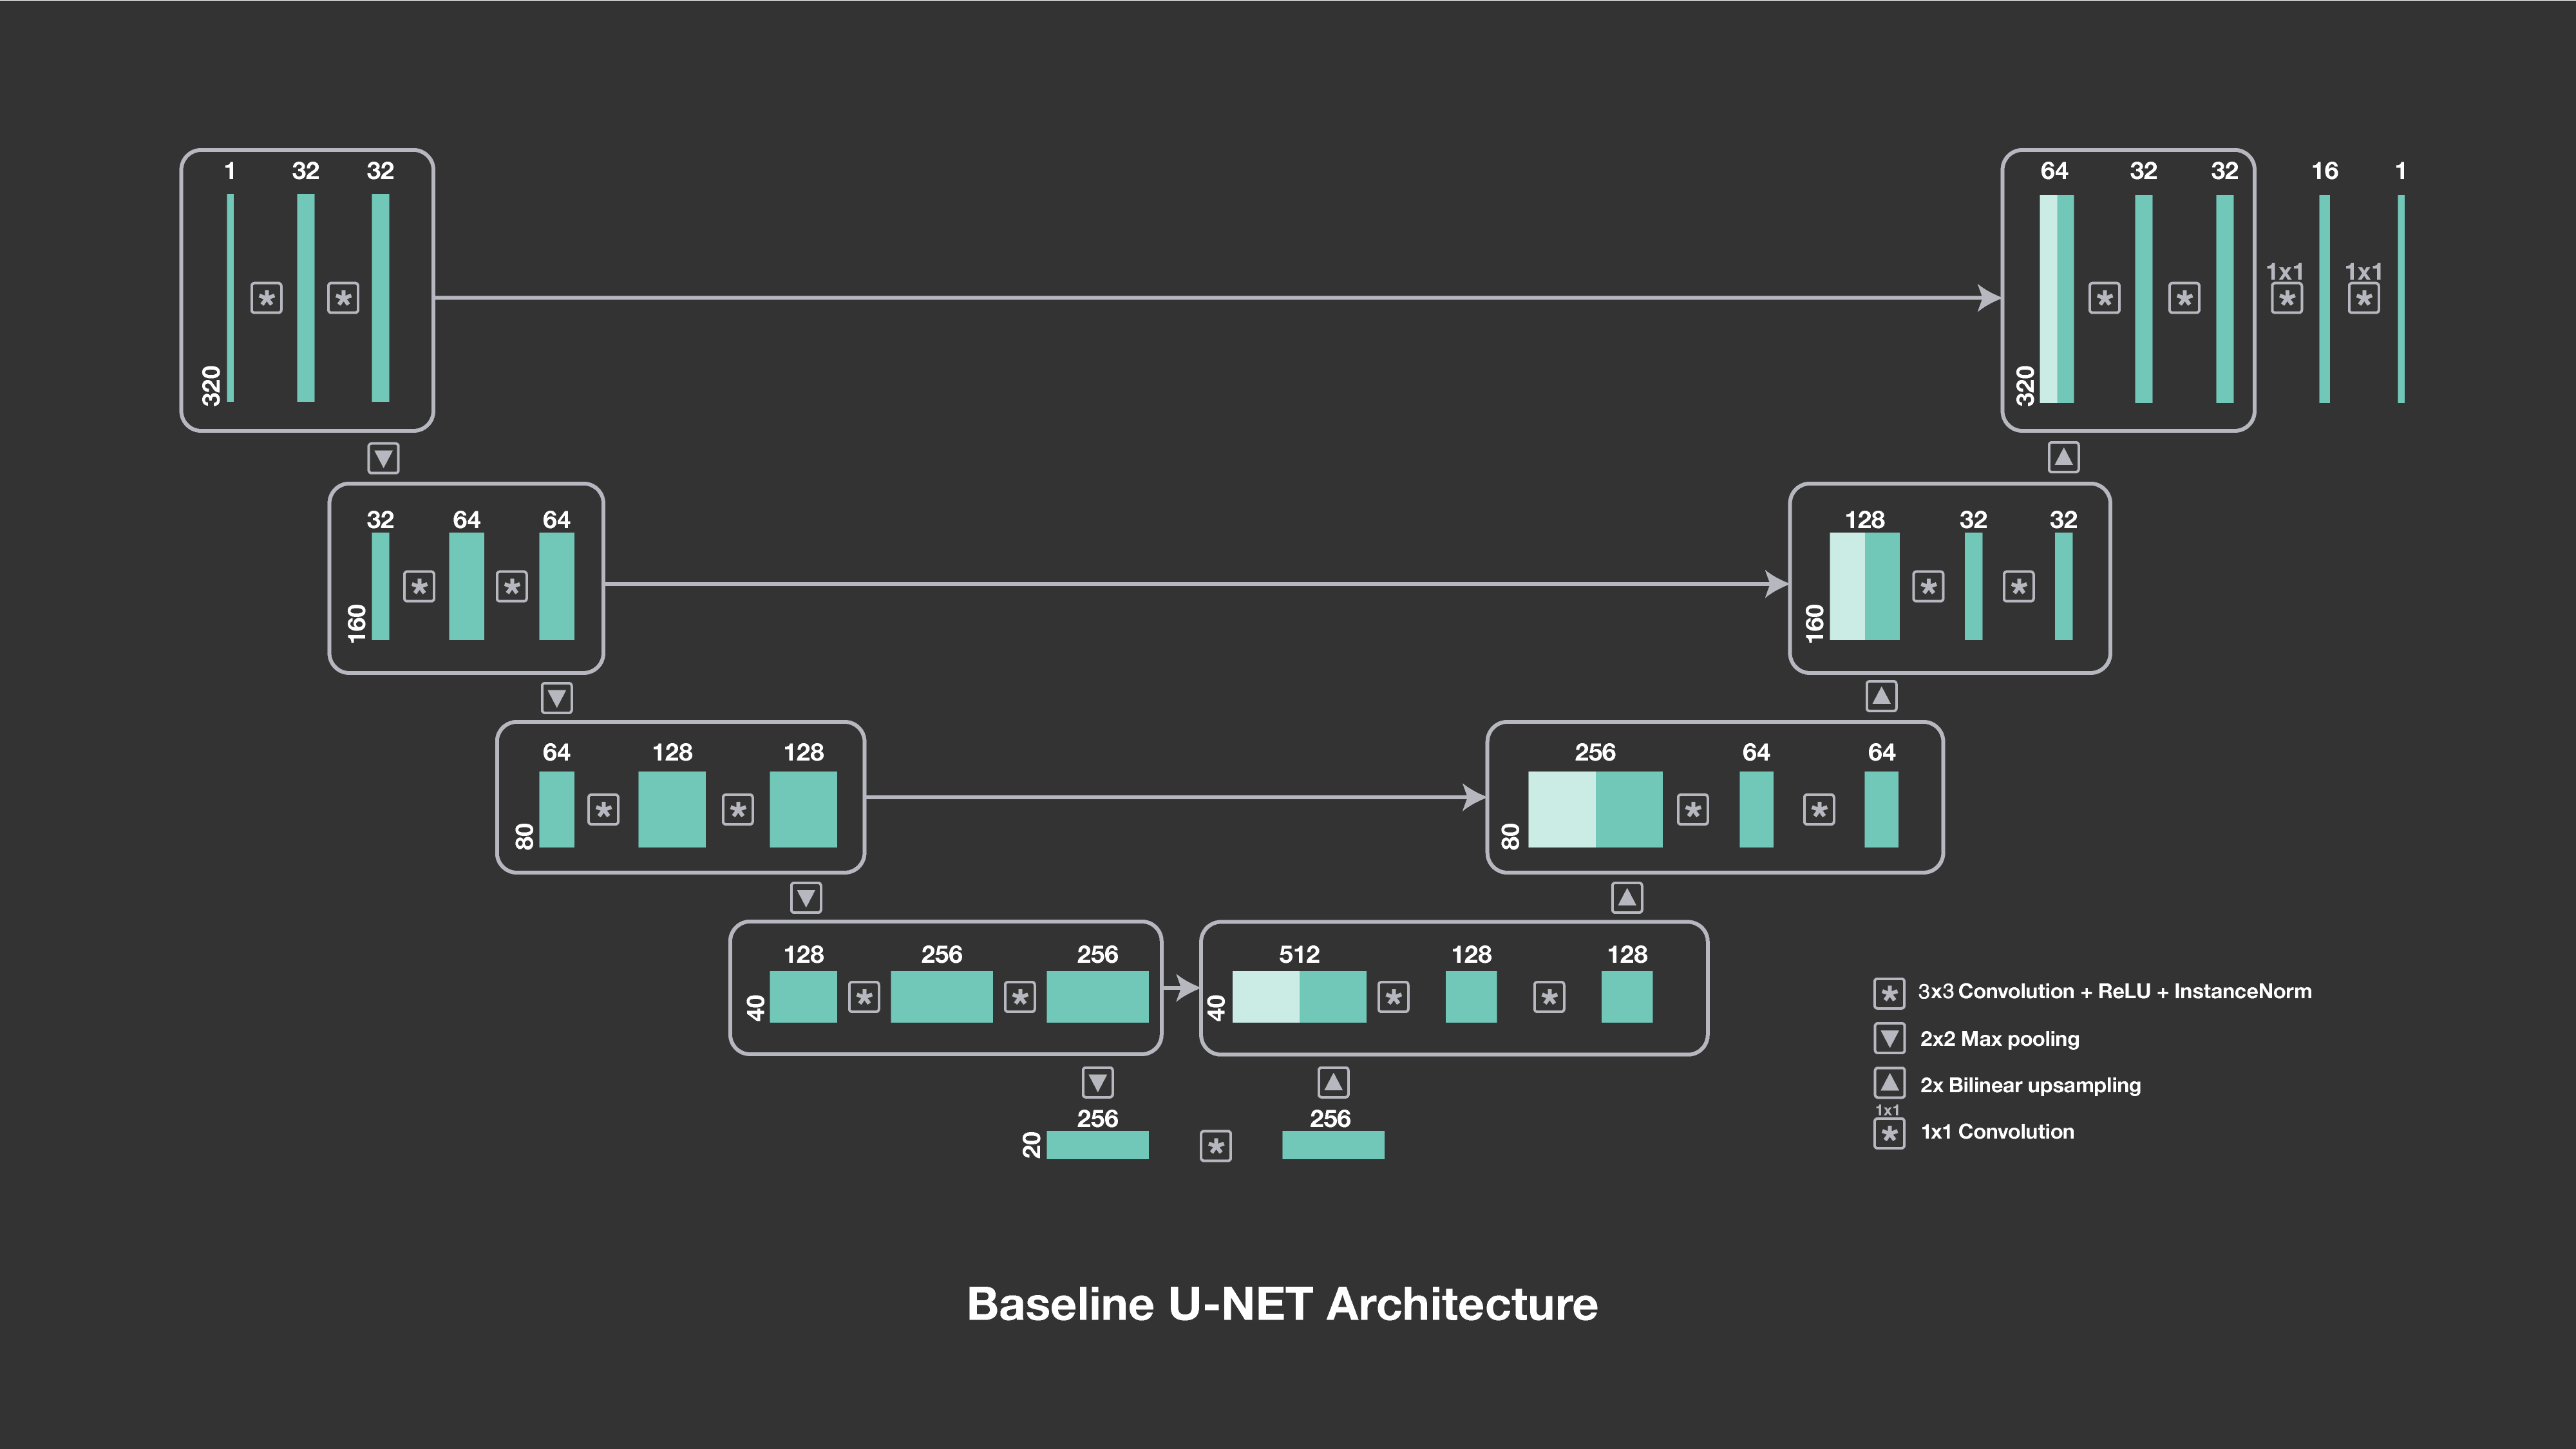 1 32 32
320
64 32 32 16 1
1x1 1x1
320
32 64 64
160
128 32 32
160
64 128 128
80
256 64 64
80
128 256 256
40
512 128 128
40
256 256
20
3x3 Convolution + ReLU + InstanceNorm
2x2 Max pooling
2x Bilinear upsampling
1x1
1x1 Convolution
Baseline U-NET Architecture